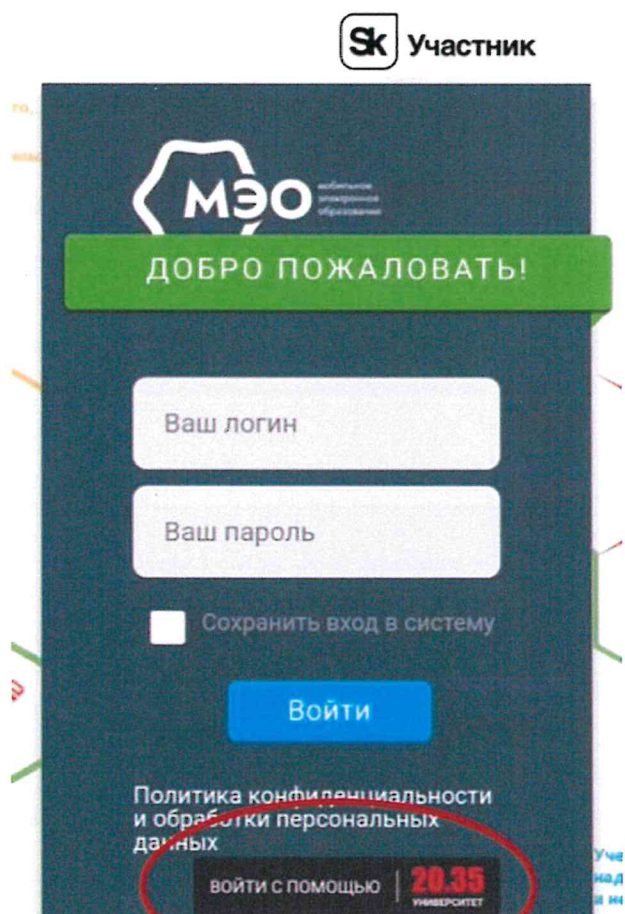 Sk Участник
МЭО
мобильное
электронное
образование
ДОБРО ПОЖАЛОВАТЬ!
Ваш логин
Ваш пароль
Сохранить вход в систему
Войти
Политика конфиденциальности
и обработки персональных
данных
ВОЙТИ С ПОМОЩЬЮ | 20.35
УНИВЕРСИТЕТ